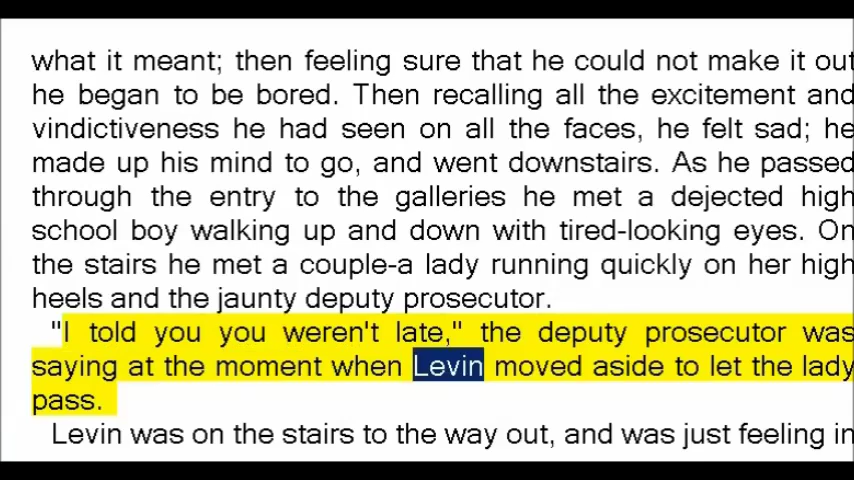 what it meant; then feeling sure that he could not make it out
he began to be bored. Then recalling all the excitement and
vindictiveness he had seen on all the faces, he felt sad; he
made up his mind to go, and went downstairs. As he passed
through the entry to the galleries he met a dejected high
school boy walking up and down with tired-looking eyes. On
the stairs he met a couple-a lady running quickly on her high
heels and the jaunty deputy prosecutor.
"I told you you weren't late," the deputy prosecutor was
saying at the moment when Levin moved aside to let the lady
pass.
Levin was on the stairs to the way out, and was just feeling in